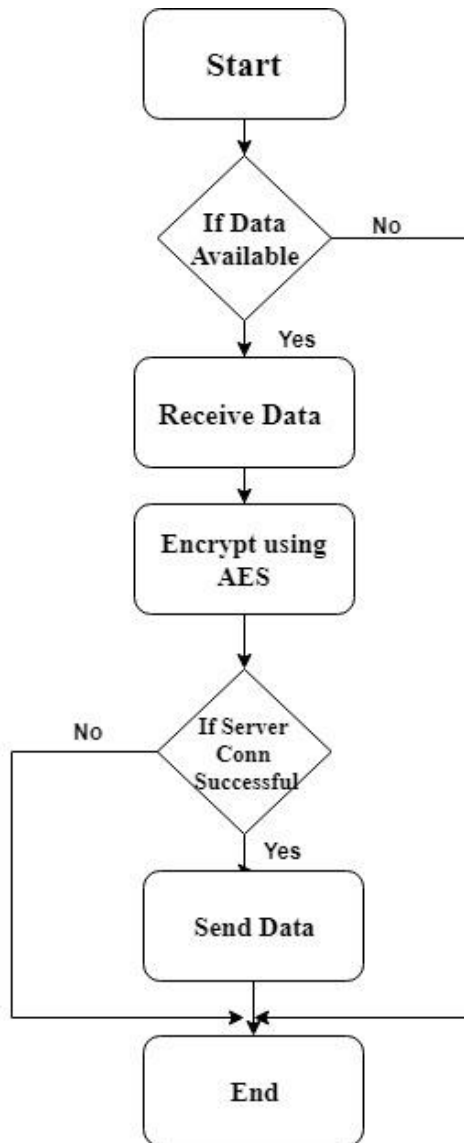 Start
If Data
Available
No
Yes
Receive Data
Encrypt using
AES
If Server
Conn
Successful
No
Yes
Send Data
End